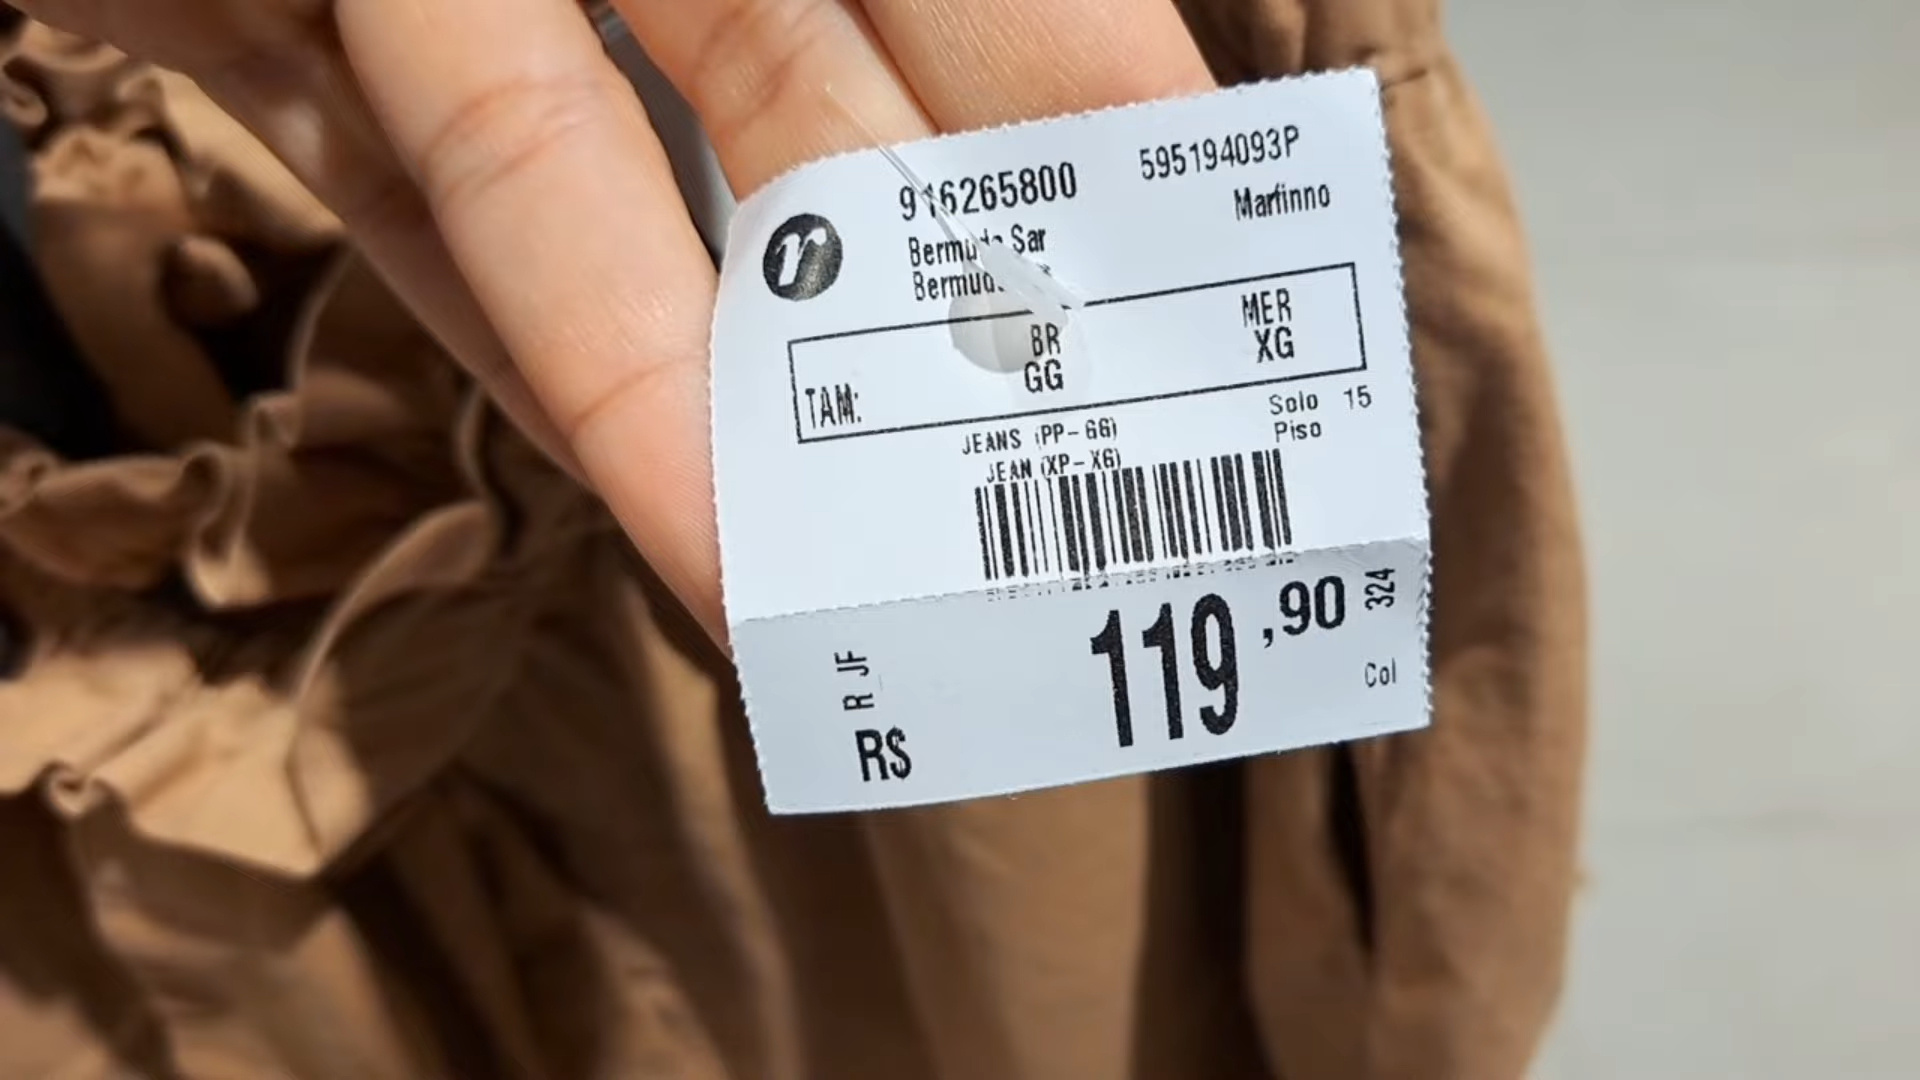 916265800 595194093P
Marfinno
r
Bermuda Sar
Bermuda
BR MER
GG XG
TAM:
JEANS (PP-GG) Solo 15
JEAN (XP-XG) Piso
119,90 324
R JF
Col
R$